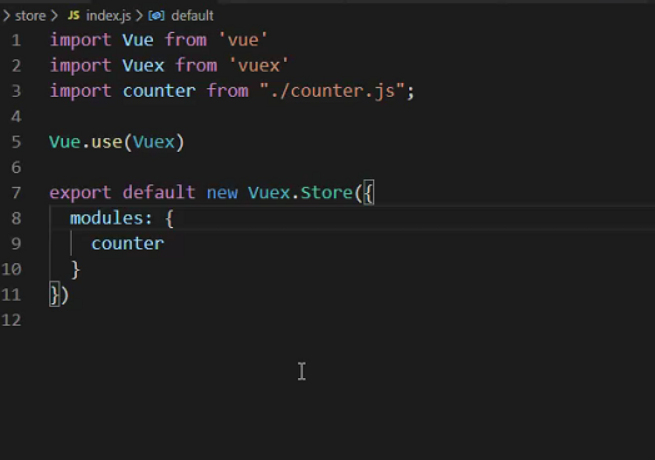 store > JS index.js > default
1 import Vue from 'vue'
2 import Vuex from 'vuex'
3 import counter from "./counter.js";
4
5 Vue.use(Vuex)
6
7 export default new Vuex.Store({
8   modules: {
9     counter
10   }
11 })
12